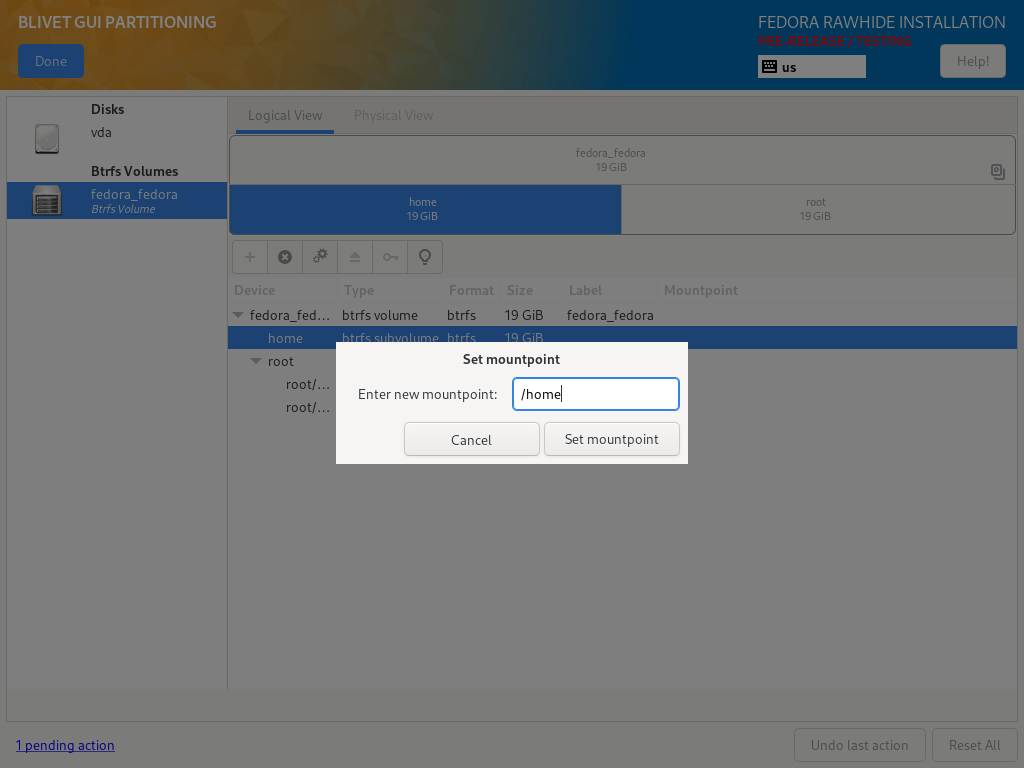 BLIVET GUI PARTITIONING
FEDORA RAWHIDE INSTALLATION
PRE-RELEASE / TESTING
Done
us
Help!
Disks
vda
Btrfs Volumes
fedora_fedora
Btrfs Volume
Logical View
Physical View
fedora_fedora
19 GiB
home
19 GiB
root
19 GiB
Device Type Format Size Label Mountpoint
fedora_fed... btrfs volume btrfs 19 GiB fedora_fedora
home btrfs subvolume btrfs 19 GiB
root
root/...
root/...
Set mountpoint
Enter new mountpoint: /home
Cancel
Set mountpoint
1 pending action
Undo last action
Reset All